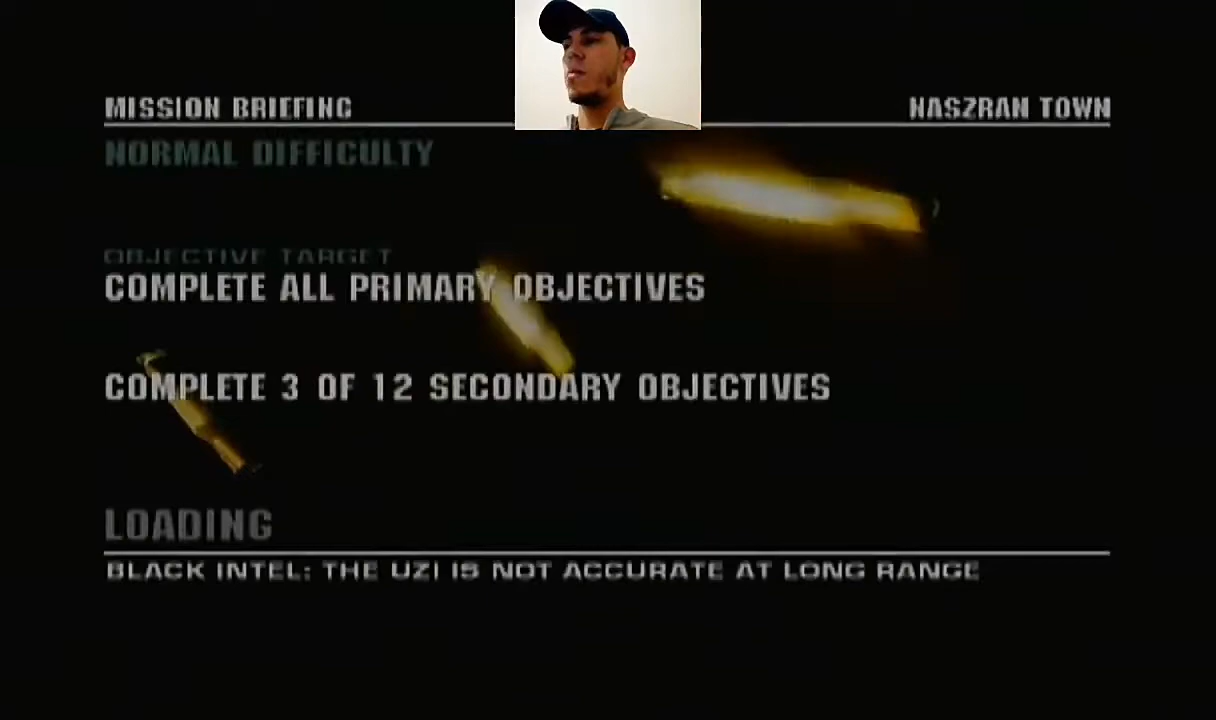 MISSION BRIEFING
NASZRAN TOWN
NORMAL DIFFICULTY
OBJECTIVE TARGET
COMPLETE ALL PRIMARY OBJECTIVES
COMPLETE 3 OF 12 SECONDARY OBJECTIVES
LOADING
BLACK INTEL: THE UZI IS NOT ACCURATE AT LONG RANGE